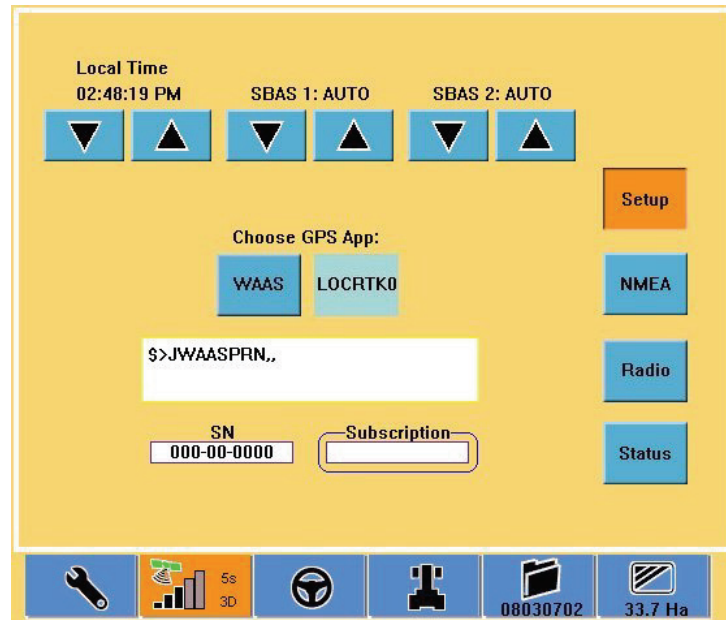 Local Time
02:48:19 PM
SBAS 1: AUTO
SBAS 2: AUTO
Setup
Choose GPS App:
WAAS
LOCRTK0
NMEA
$>JWAASPRN,,
Radio
SN
000-00-0000
Subscription
Status
5s
3D
08030702
33.7 Ha